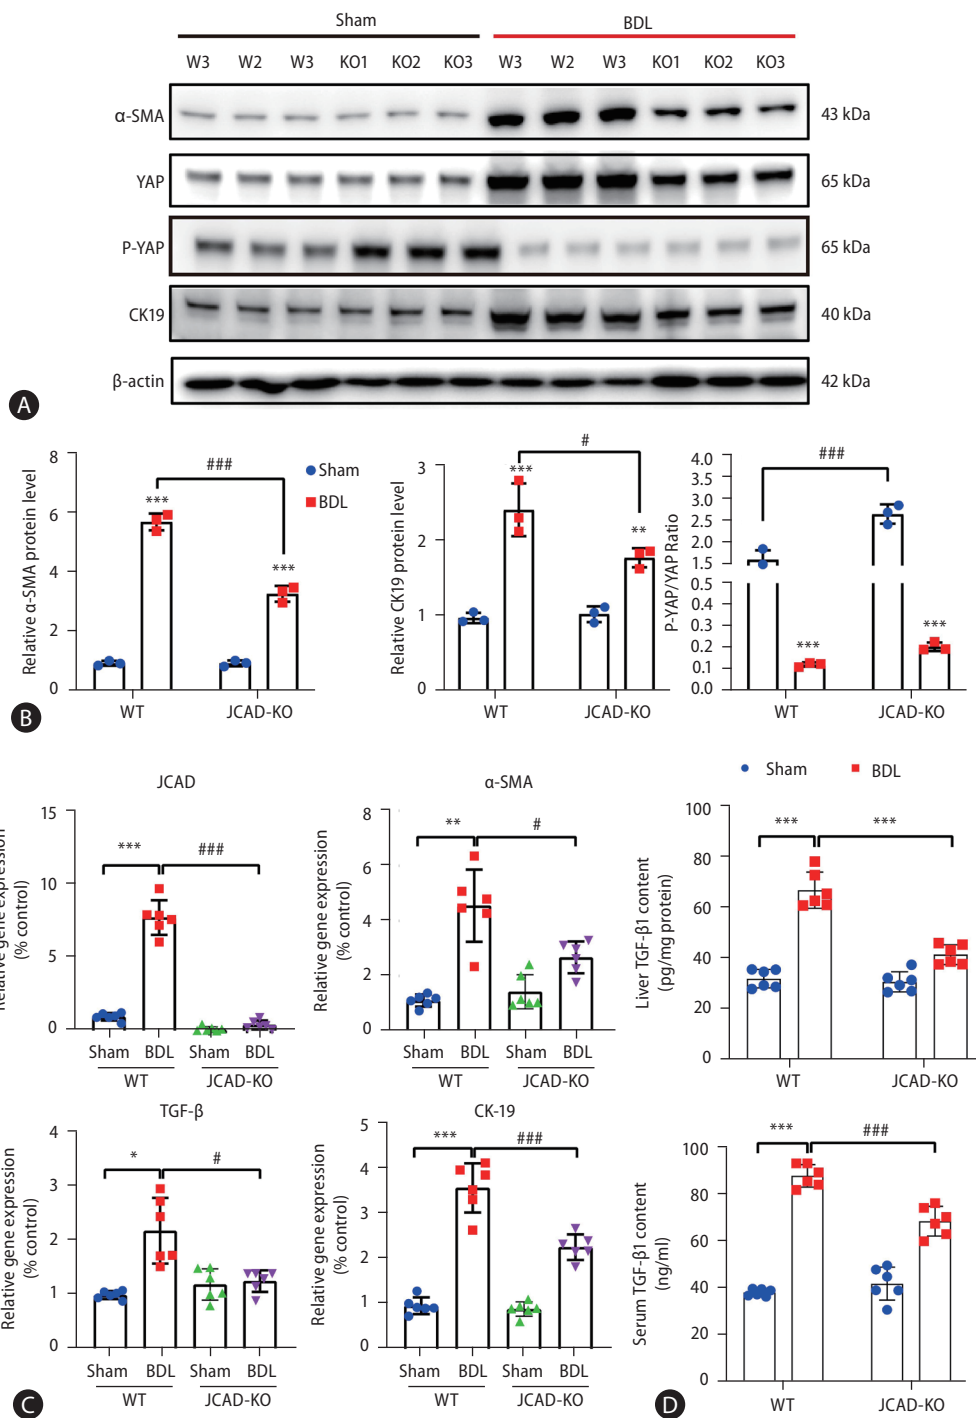 Sham BDL
W3 W2 W3 KO1 KO2 KO3 W3 W2 W3 KO1 KO2 KO3
α-SMA 43 kDa
YAP 65 kDa
P-YAP 65 kDa
CK19 40 kDa
β-actin 42 kDa
A
Relative α-SMA protein level
8
6
4
2
0
###
***
***
Sham
BDL
WT JCAD-KO
Relative CK19 protein level
3
2
1
0
#
***
**
WT JCAD-KO
P-YAP/YAP Ratio
4.0
3.0
2.5
1.5
0.5
0.3
0.2
0.1
0.0
###
***
***
WT JCAD-KO
B
JCAD
Relative gene expression
(% control)
15
10
5
0
*** ###
Sham BDL Sham BDL
WT JCAD-KO
α-SMA
Relative gene expression
(% control)
8
6
4
2
0
** #
Sham BDL Sham BDL
WT JCAD-KO
TGF-β
Relative gene expression
(% control)
4
3
2
1
0
* #
Sham BDL Sham BDL
WT JCAD-KO
CK-19
Relative gene expression
(% control)
5
4
3
2
1
0
*** ###
Sham BDL Sham BDL
WT JCAD-KO
C
Sham BDL
Liver TGF-β1 content
(pg/mg protein)
100
80
60
40
20
0
*** ***
WT JCAD-KO
Serum TGF-β1 content
(ng/ml)
100
80
60
40
20
0
*** ###
WT JCAD-KO
D